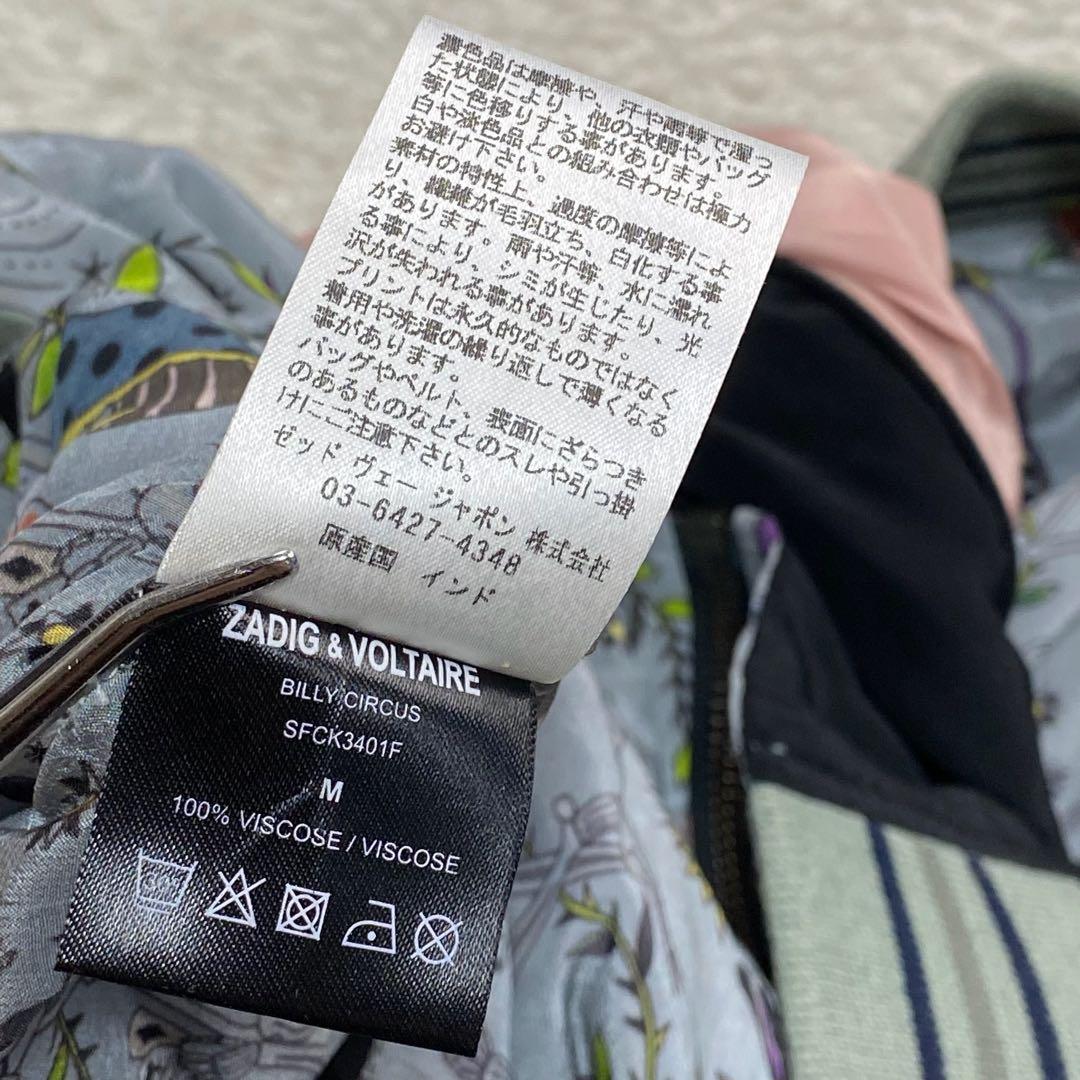 濃色品は摩擦や、汗や雨等で湿っ
た状態により、他の衣類やバッグ
等に色移りする事があります。
白や淡色品との組み合わせは極力
お避け下さい。
素材の特性上、過度の摩擦等によ
り、繊維が毛羽立ち、白化する事
があります。雨や汗等、水に濡れ
る事により、シミが生じたり、光
沢が失われる事があります。
プリントは永久的なものではなく
着用や洗濯の繰り返しで薄くなる
事があります。
バッグやベルト、表面にざらつき
のあるものなどとのスレや引っ掛
けにご注意下さい。
ゼッド ヴェー ジャポン 株式会社
03-6427-4348
原産国 インド
ZADIG & VOLTAIRE
BILLY CIRCUS
SFCK3401F
M
100% VISCOSE / VISCOSE
30°